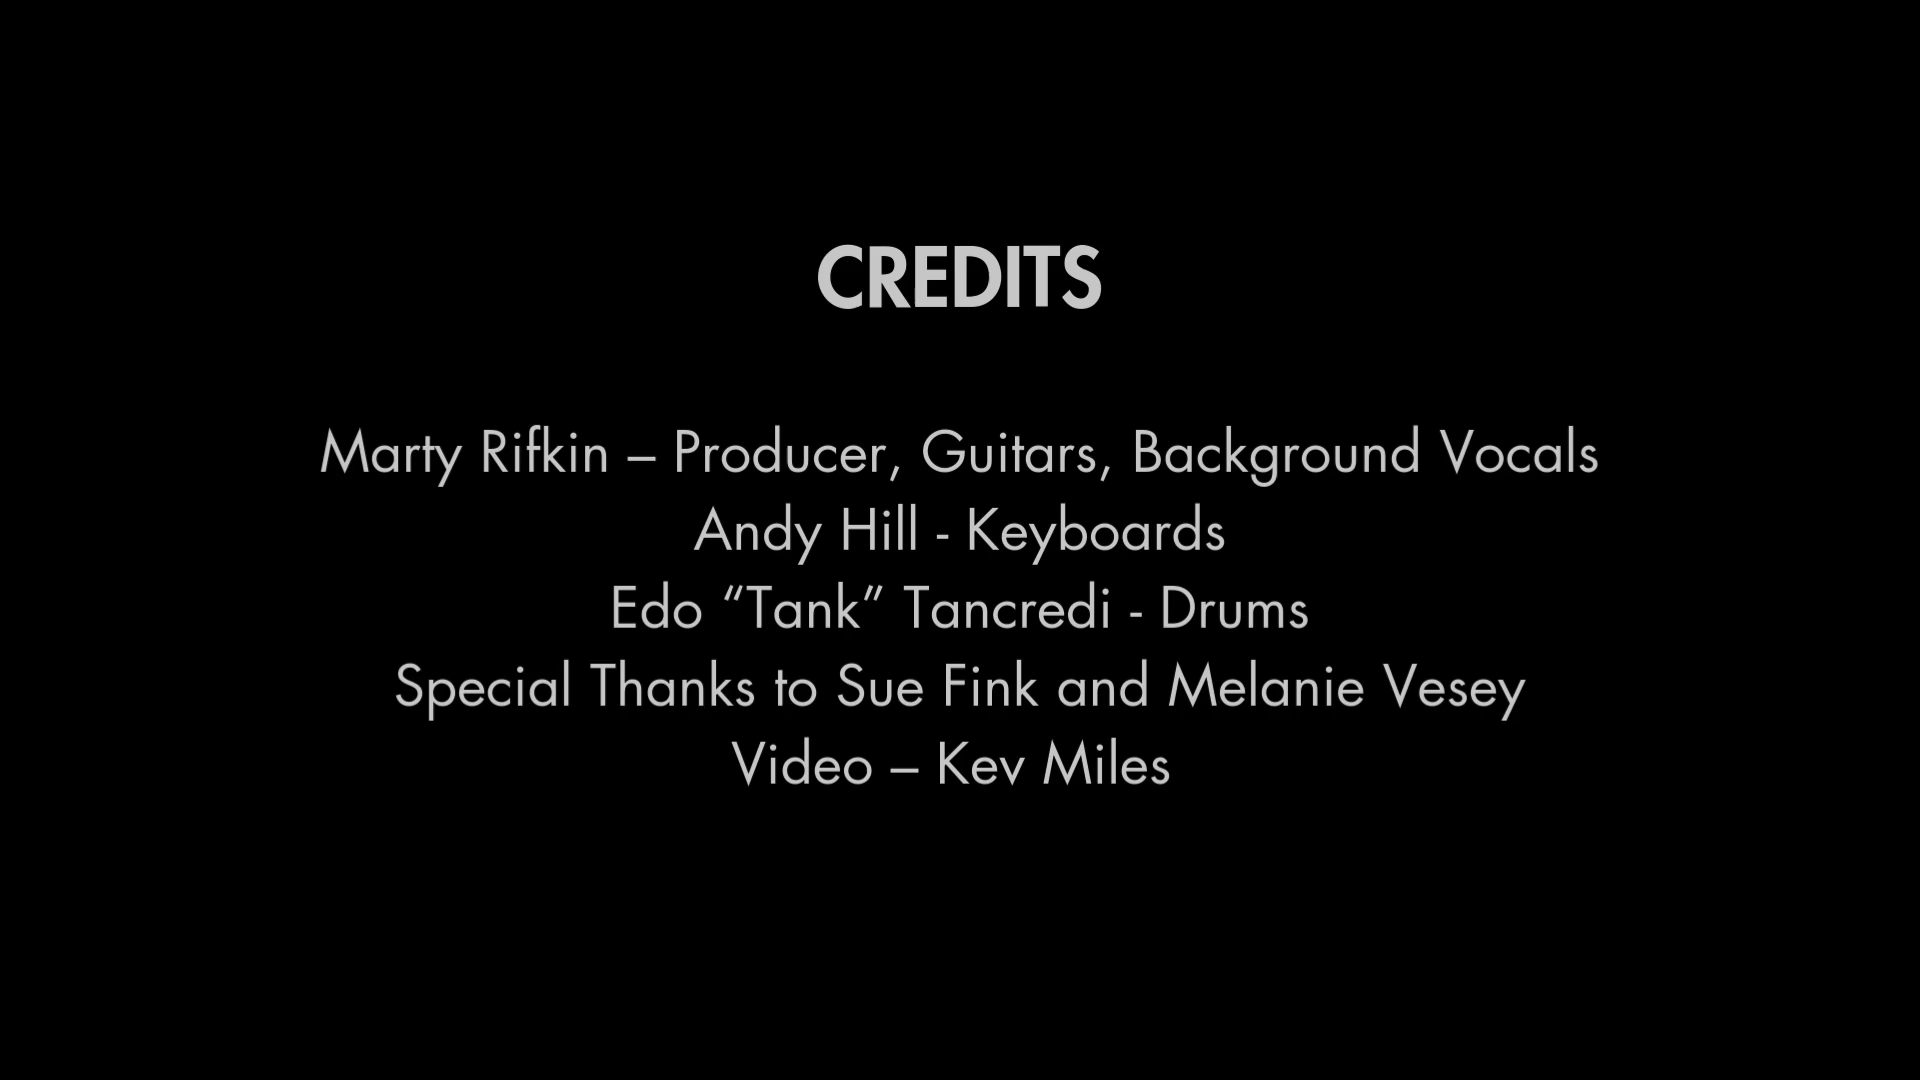 CREDITS
Marty Rifkin – Producer, Guitars, Background Vocals
Andy Hill - Keyboards
Edo “Tank” Tancredi - Drums
Special Thanks to Sue Fink and Melanie Vesey
Video – Kev Miles